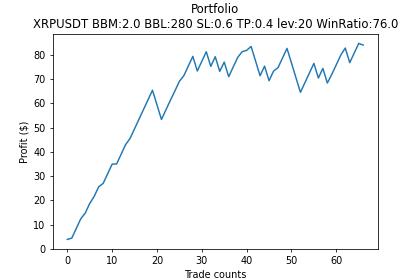 Portfolio
XRPUSDT BBM:2.0 BBL:280 SL:0.6 TP:0.4 lev:20 WinRatio:76.0
80
70
60
50
40
30
20
10
0
Profit ($)
0 10 20 30 40 50 60
Trade counts